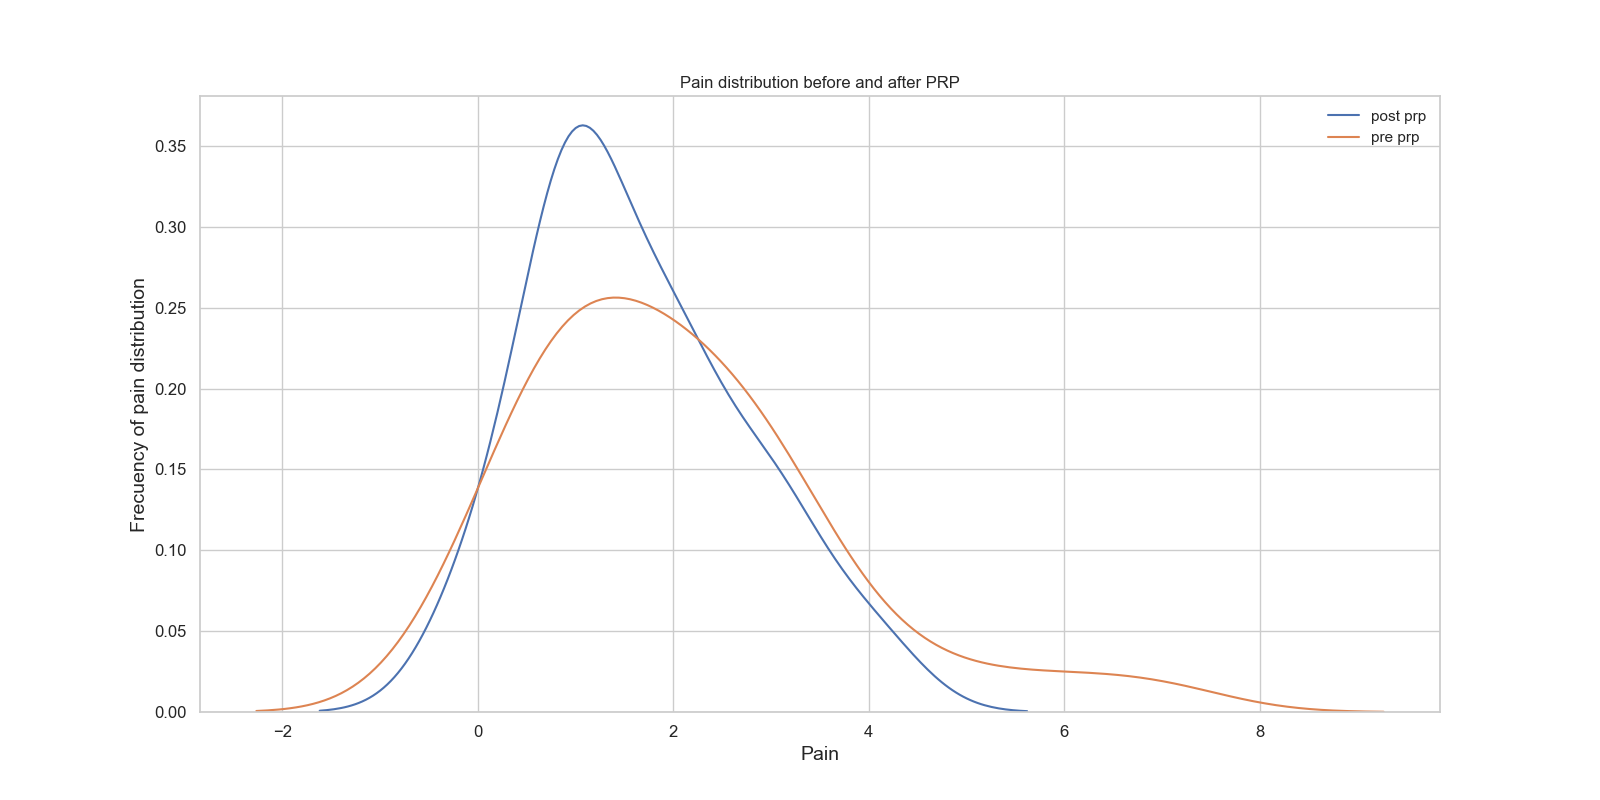 Pain distribution before and after PRP
post prp
pre prp
Frecuency of pain distribution
0.35
0.30
0.25
0.20
0.15
0.10
0.05
0.00
−2 0 2 4 6 8
Pain